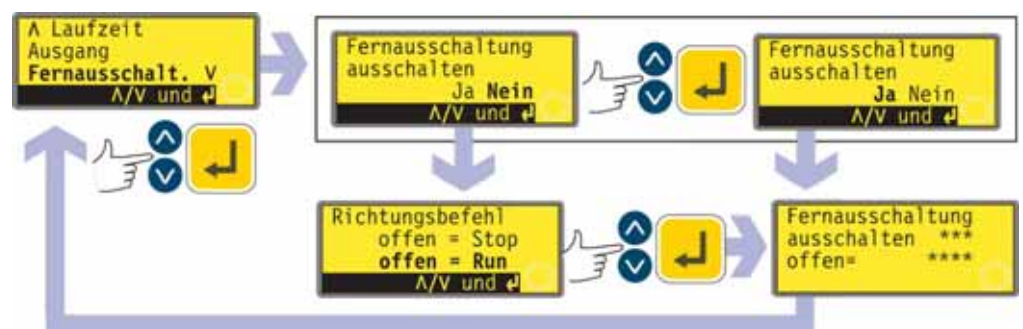 Λ Laufzeit
Ausgang
Fernausschalt. V
Λ/V und ↵
Fernausschaltung
ausschalten
Ja Nein
Λ/V und ↵
Fernausschaltung
ausschalten
Ja Nein
Λ/V und ↵
Richtungsbefehl
offen = Stop
offen = Run
Λ/V und ↵
Fernausschaltung
ausschalten ***
offen= ****